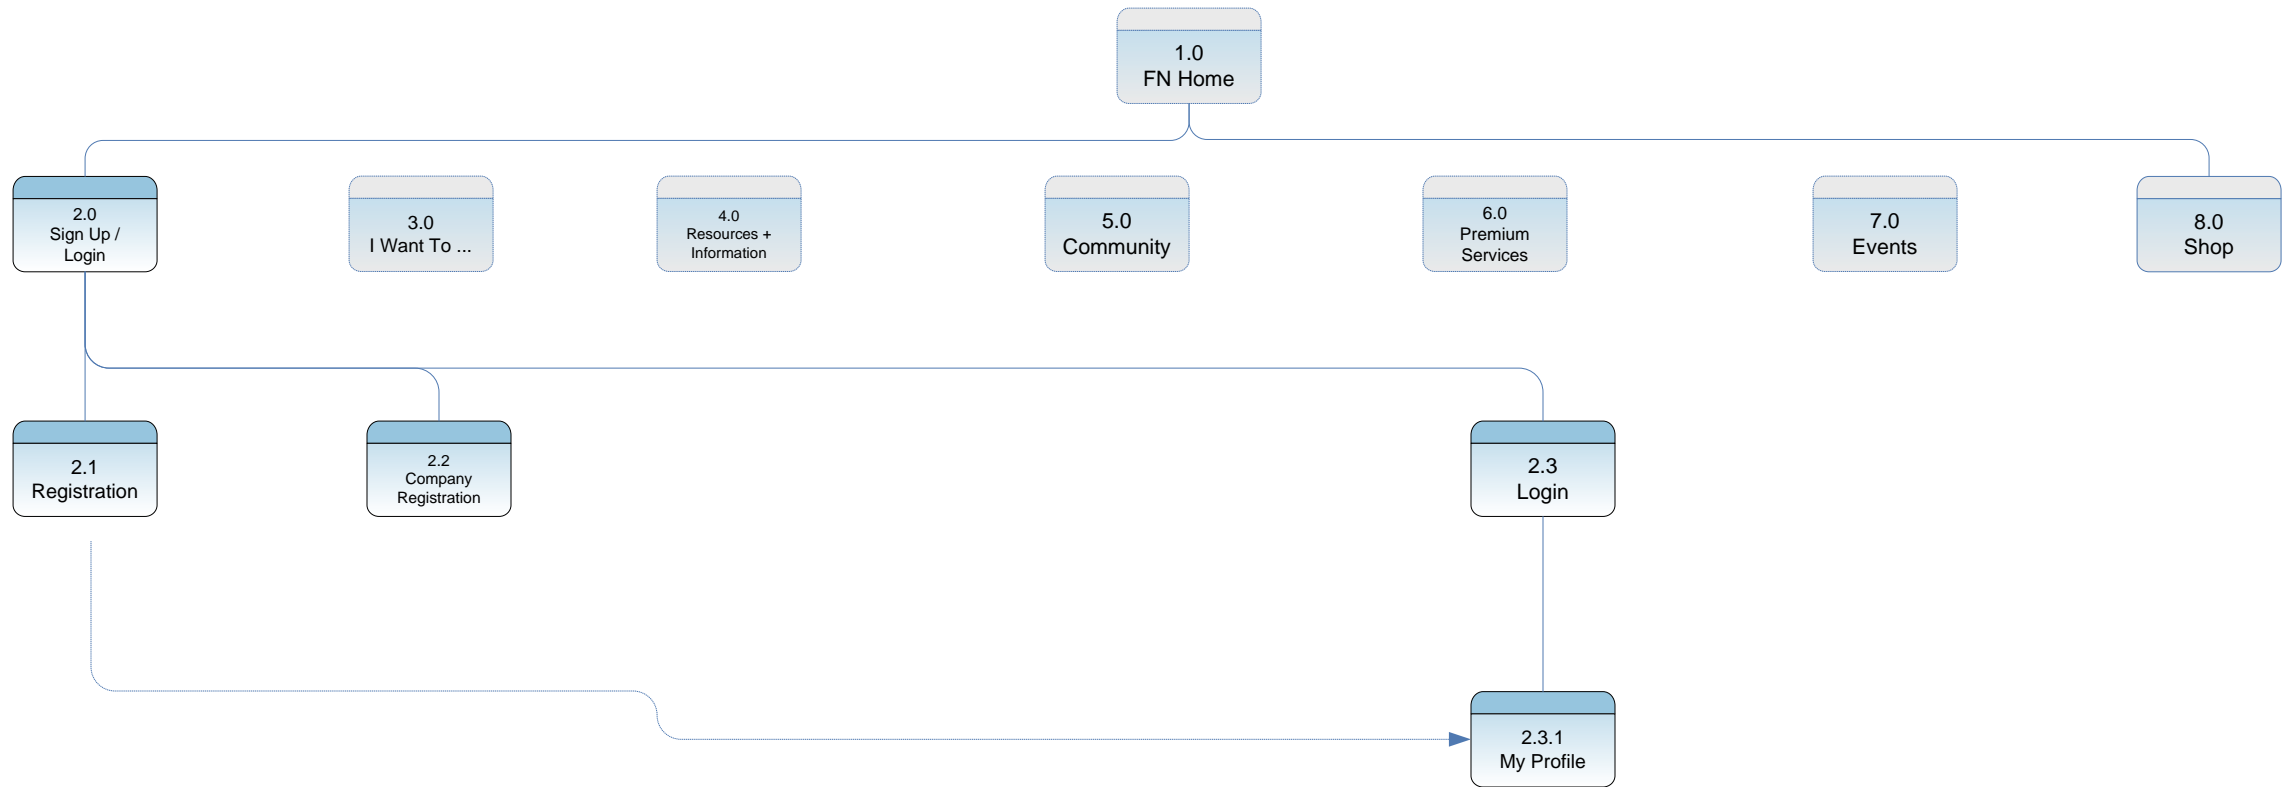 1.0
FN Home
2.0
Sign Up /
Login
3.0
I Want To ...
4.0
Resources +
Information
5.0
Community
6.0
Premium
Services
7.0
Events
8.0
Shop
2.1
Registration
2.2
Company
Registration
2.3
Login
2.3.1
My Profile